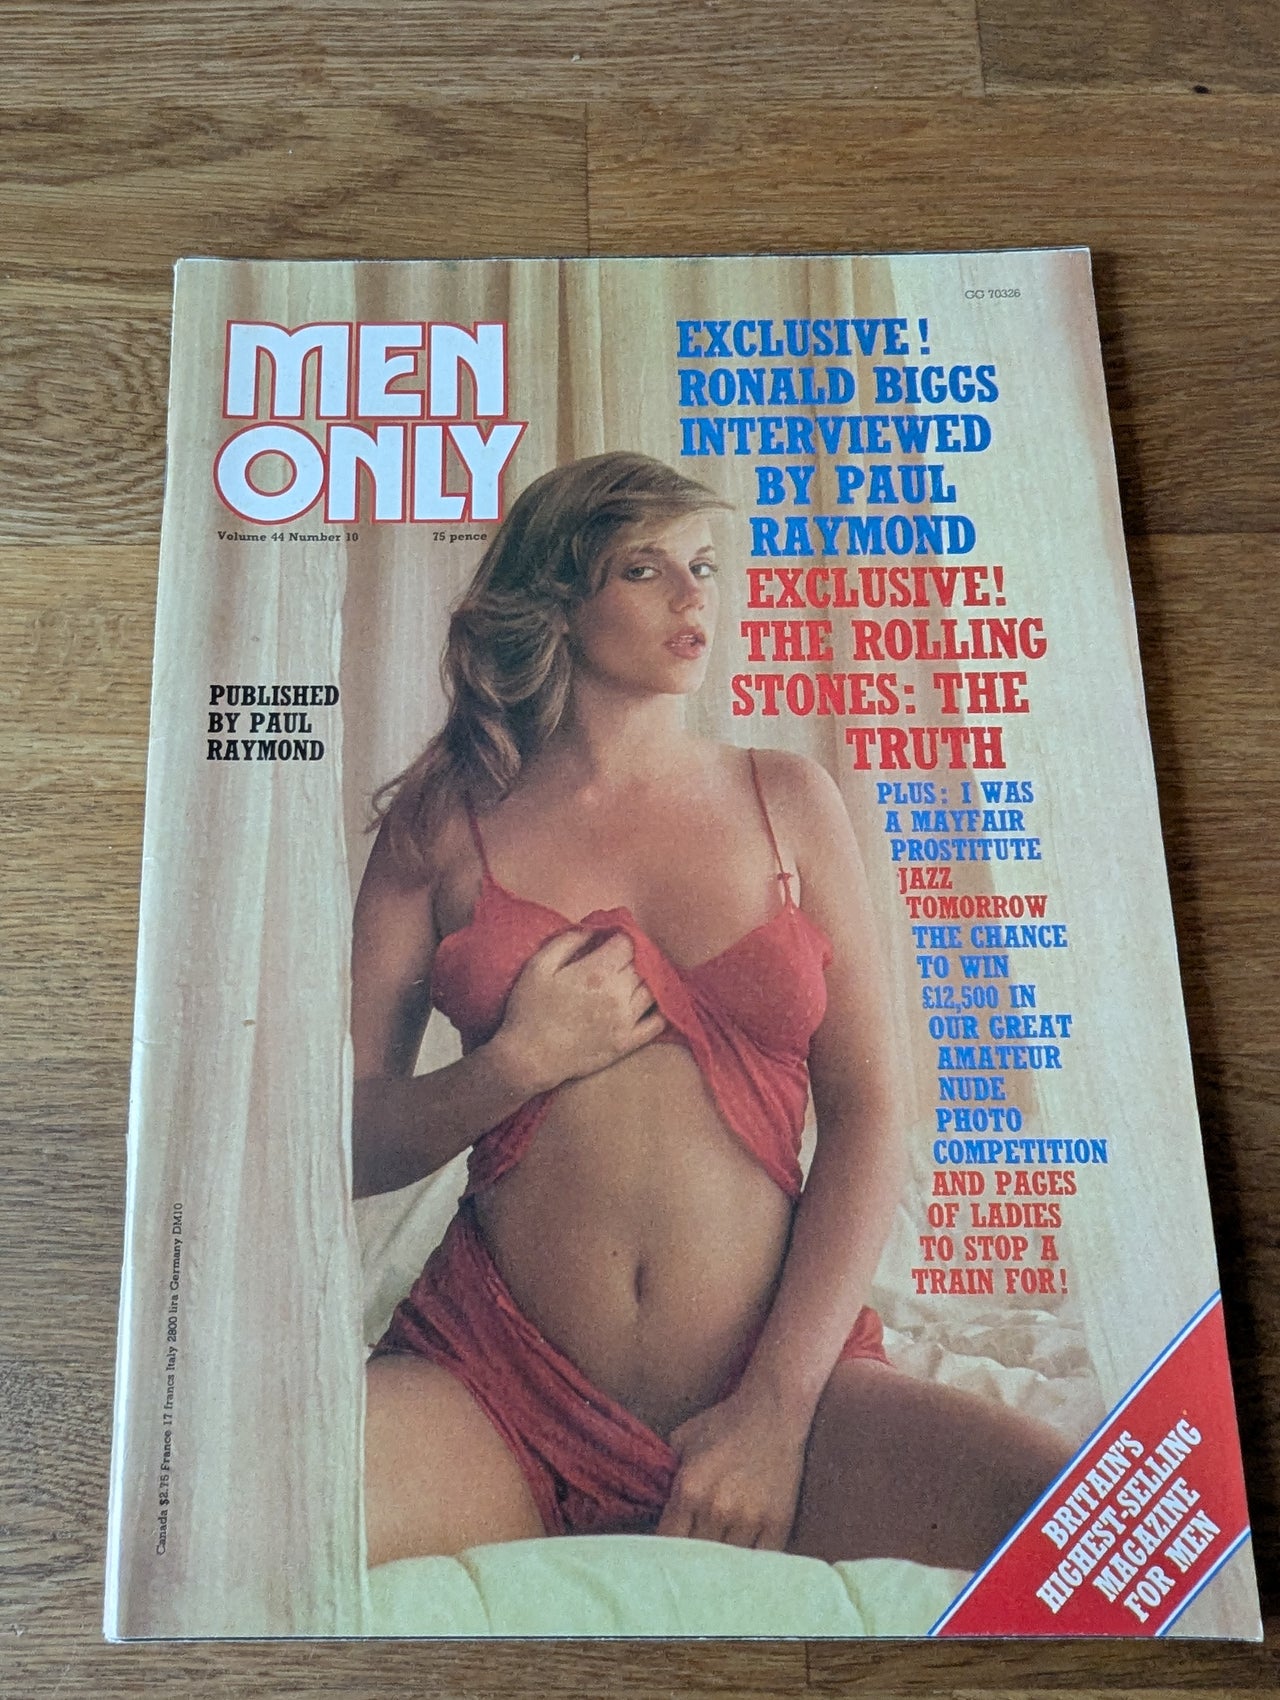 GG 70326
MEN
ONLY
Volume 44 Number 10
75 pence
PUBLISHED
BY PAUL
RAYMOND
EXCLUSIVE!
RONALD BIGGS
INTERVIEWED
BY PAUL
RAYMOND
EXCLUSIVE!
THE ROLLING
STONES: THE
TRUTH
PLUS: I WAS
A MAYFAIR
PROSTITUTE
JAZZ
TOMORROW
THE CHANCE
TO WIN
£12,500 IN
OUR GREAT
AMATEUR
NUDE
PHOTO
COMPETITION
AND PAGES
OF LADIES
TO STOP A
TRAIN FOR!
Canada $2.75 France 17 francs Italy 2800 lira Germany DM10
BRITAIN'S
HIGHEST-SELLING
MAGAZINE
FOR MEN